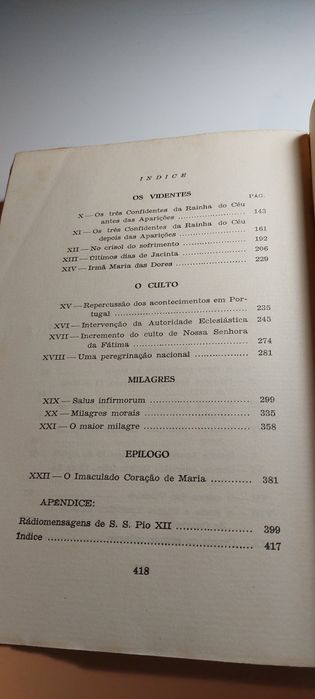 INDICE
OS VIDENTES
PÁG.
X — Os três Confidentes da Rainha do Céu
antes das Aparições .................. 143
XI — Os três Confidentes da Rainha do Céu
depois das Aparições .................. 161
XII — No crisol do sofrimento .................. 192
XIII — Últimos dias de Jacinta .................. 206
XIV — Irmã Maria das Dores .................. 229
O CULTO
XV — Repercussão dos acontecimentos em Por-
tugal .................. 235
XVI — Intervenção da Autoridade Eclesiástica 245
XVII — Incremento do culto de Nossa Senhora
da Fátima .................. 274
XVIII — Uma peregrinação nacional .................. 281
MILAGRES
XIX — Salus infirmorum .................. 299
XX — Milagres morais .................. 335
XXI — O maior milagre .................. 358
EPÍLOGO
XXII — O Imaculado Coração de Maria ............ 381
APÊNDICE:
Rádiomensagens de S. S. Pio XII .................. 399
Índice .................. 417
418